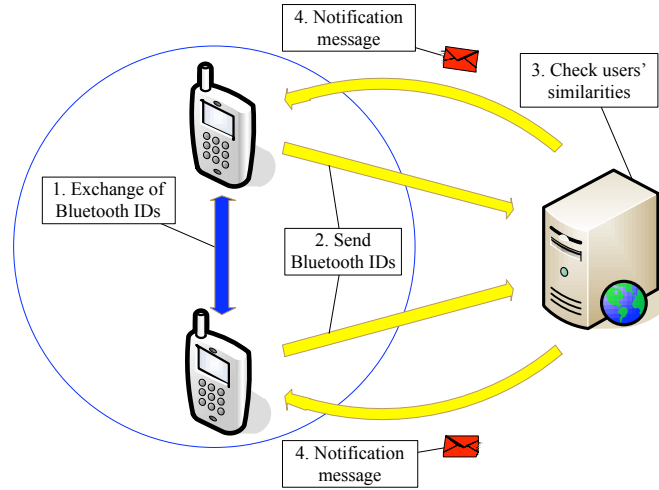 4. Notification
message
3. Check users’
similarities
1. Exchange of
Bluetooth IDs
2. Send
Bluetooth IDs
4. Notification
message